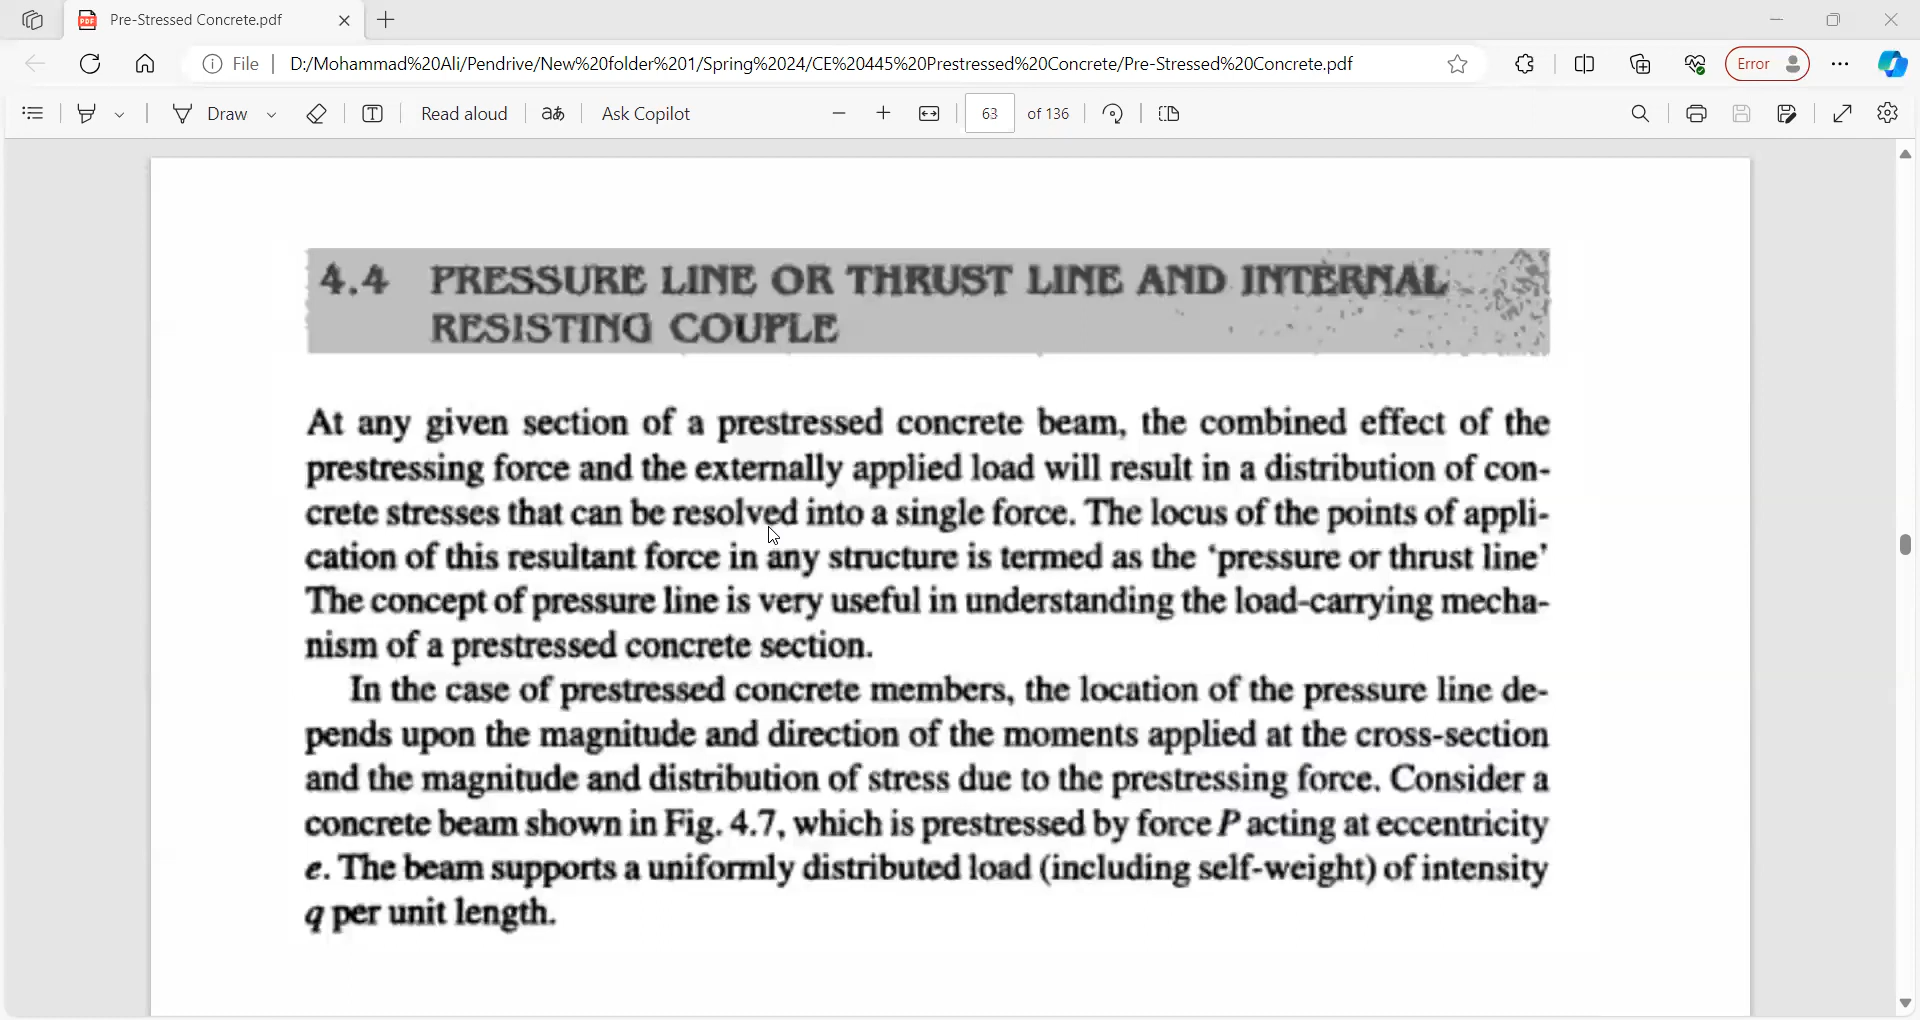 Pre-Stressed Concrete.pdf
File D:/Mohammad%20Ali/Pendrive/New%20folder%201/Spring%2024/CE%20445%20Prestressed%20Concrete/Pre-Stressed%20Concrete.pdf Error
Draw Read aloud aあ Ask Copilot 63 of 136
4.4 PRESSURE LINE OR THRUST LINE AND INTERNAL
RESISTING COUPLE
At any given section of a prestressed concrete beam, the combined effect of the
prestressing force and the externally applied load will result in a distribution of con-
crete stresses that can be resolved into a single force. The locus of the points of appli-
cation of this resultant force in any structure is termed as the ‘pressure or thrust line’
The concept of pressure line is very useful in understanding the load-carrying mecha-
nism of a prestressed concrete section.
In the case of prestressed concrete members, the location of the pressure line de-
pends upon the magnitude and direction of the moments applied at the cross-section
and the magnitude and distribution of stress due to the prestressing force. Consider a
concrete beam shown in Fig. 4.7, which is prestressed by force P acting at eccentricity
e. The beam supports a uniformly distributed load (including self-weight) of intensity
q per unit length.